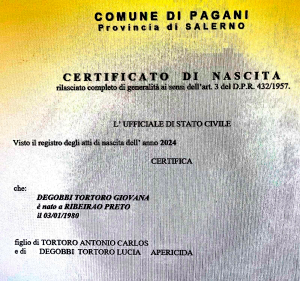 COMUNE DI PAGANI
Provincia di SALERNO
CERTIFICATO DI NASCITA
rilasciato completo di generalità ai sensi dell'art. 3 del D.P.R. 432/1957.
L' UFFICIALE DI STATO CIVILE
Visto il registro degli atti di nascita dell' anno 2024
CERTIFICA
che:
DEGOBBI TORTORO GIOVANA
è nato a RIBEIRAO PRETO
il 03/01/1980
figlio di TORTORO ANTONIO CARLOS
e di DEGOBBI TORTORO LUCIA APERICIDA